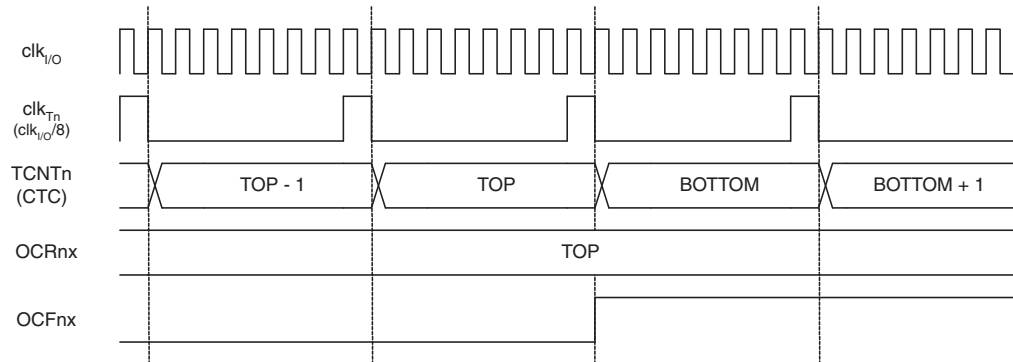 clkI/O
clkTn
(clkI/O/8)
TCNTn
(CTC)
TOP - 1
TOP
BOTTOM
BOTTOM + 1
OCRnx
TOP
OCFnx